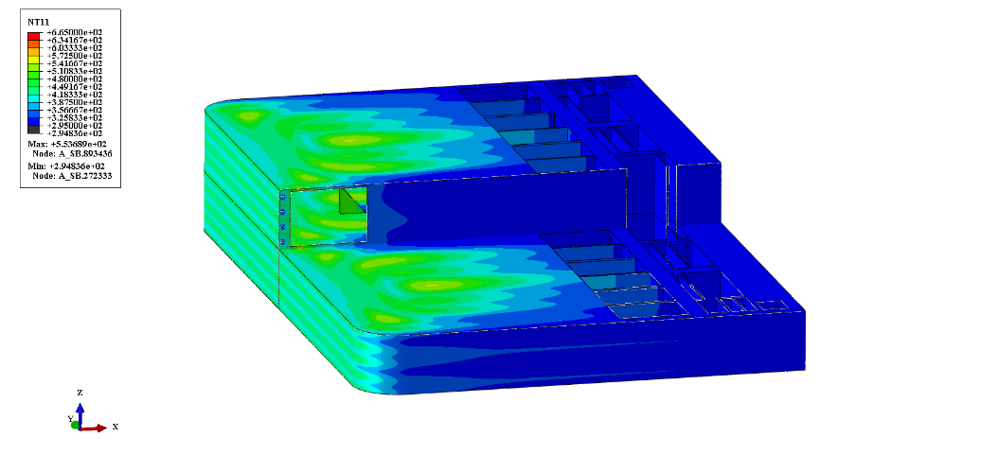 NT11
+6.65000e+02
+6.34167e+02
+6.03333e+02
+5.72500e+02
+5.41667e+02
+5.10833e+02
+4.80000e+02
+4.49167e+02
+4.18333e+02
+3.87500e+02
+3.56667e+02
+3.25833e+02
+2.95000e+02
+2.94836e+02
Max: +5.53689e+02
Node: A_SB.893436
Min: +2.94836e+02
Node: A_SB.272333
Z
Y
X